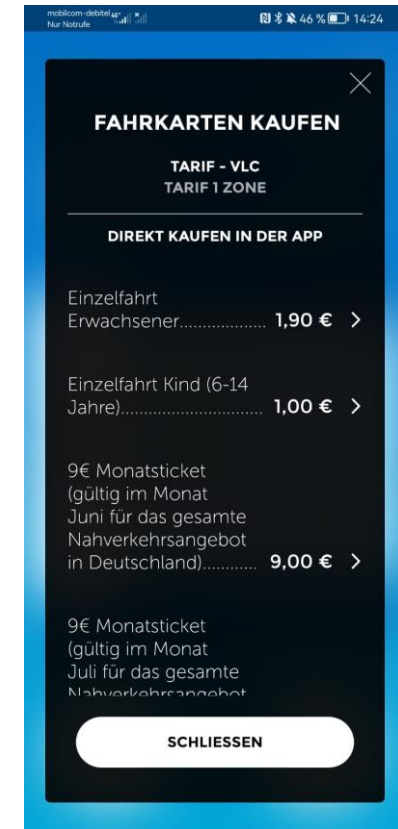 mobilcom-debitel
Nur Notrufe
46 % 14:24
FAHRKARTEN KAUFEN
TARIF - VLC
TARIF 1 ZONE
DIREKT KAUFEN IN DER APP
Einzelfahrt
Erwachsener................... 1,90 €
Einzelfahrt Kind (6-14
Jahre)............................... 1,00 €
9€ Monatsticket
(gültig im Monat
Juni für das gesamte
Nahverkehrsangebot
in Deutschland)............ 9,00 €
9€ Monatsticket
(gültig im Monat
Juli für das gesamte
Nahverkehrsangebot
SCHLIESSEN